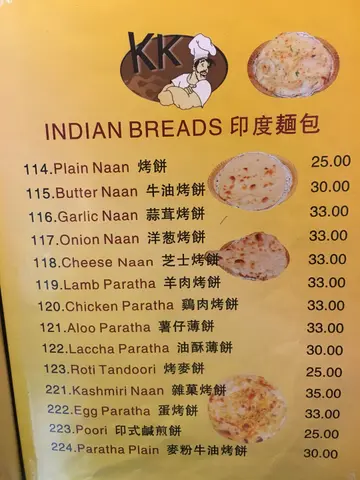 KK
INDIAN BREADS 印度麵包
114.Plain Naan 烤餅 25.00
115.Butter Naan 牛油烤餅 30.00
116.Garlic Naan 蒜茸烤餅 33.00
117.Onion Naan 洋葱烤餅 33.00
118.Cheese Naan 芝士烤餅 33.00
119.Lamb Paratha 羊肉烤餅 33.00
120.Chicken Paratha 鷄肉烤餅 33.00
121.Aloo Paratha 薯仔薄餅 33.00
122.Laccha Paratha 油酥薄餅 30.00
123.Roti Tandoori 烤麥餅 25.00
221.Kashmiri Naan 雜菓烤餅 35.00
222.Egg Paratha 蛋烤餅 33.00
223.Poori 印式鹹煎餅 25.00
224.Paratha Plain 麥粉牛油烤餅 30.00